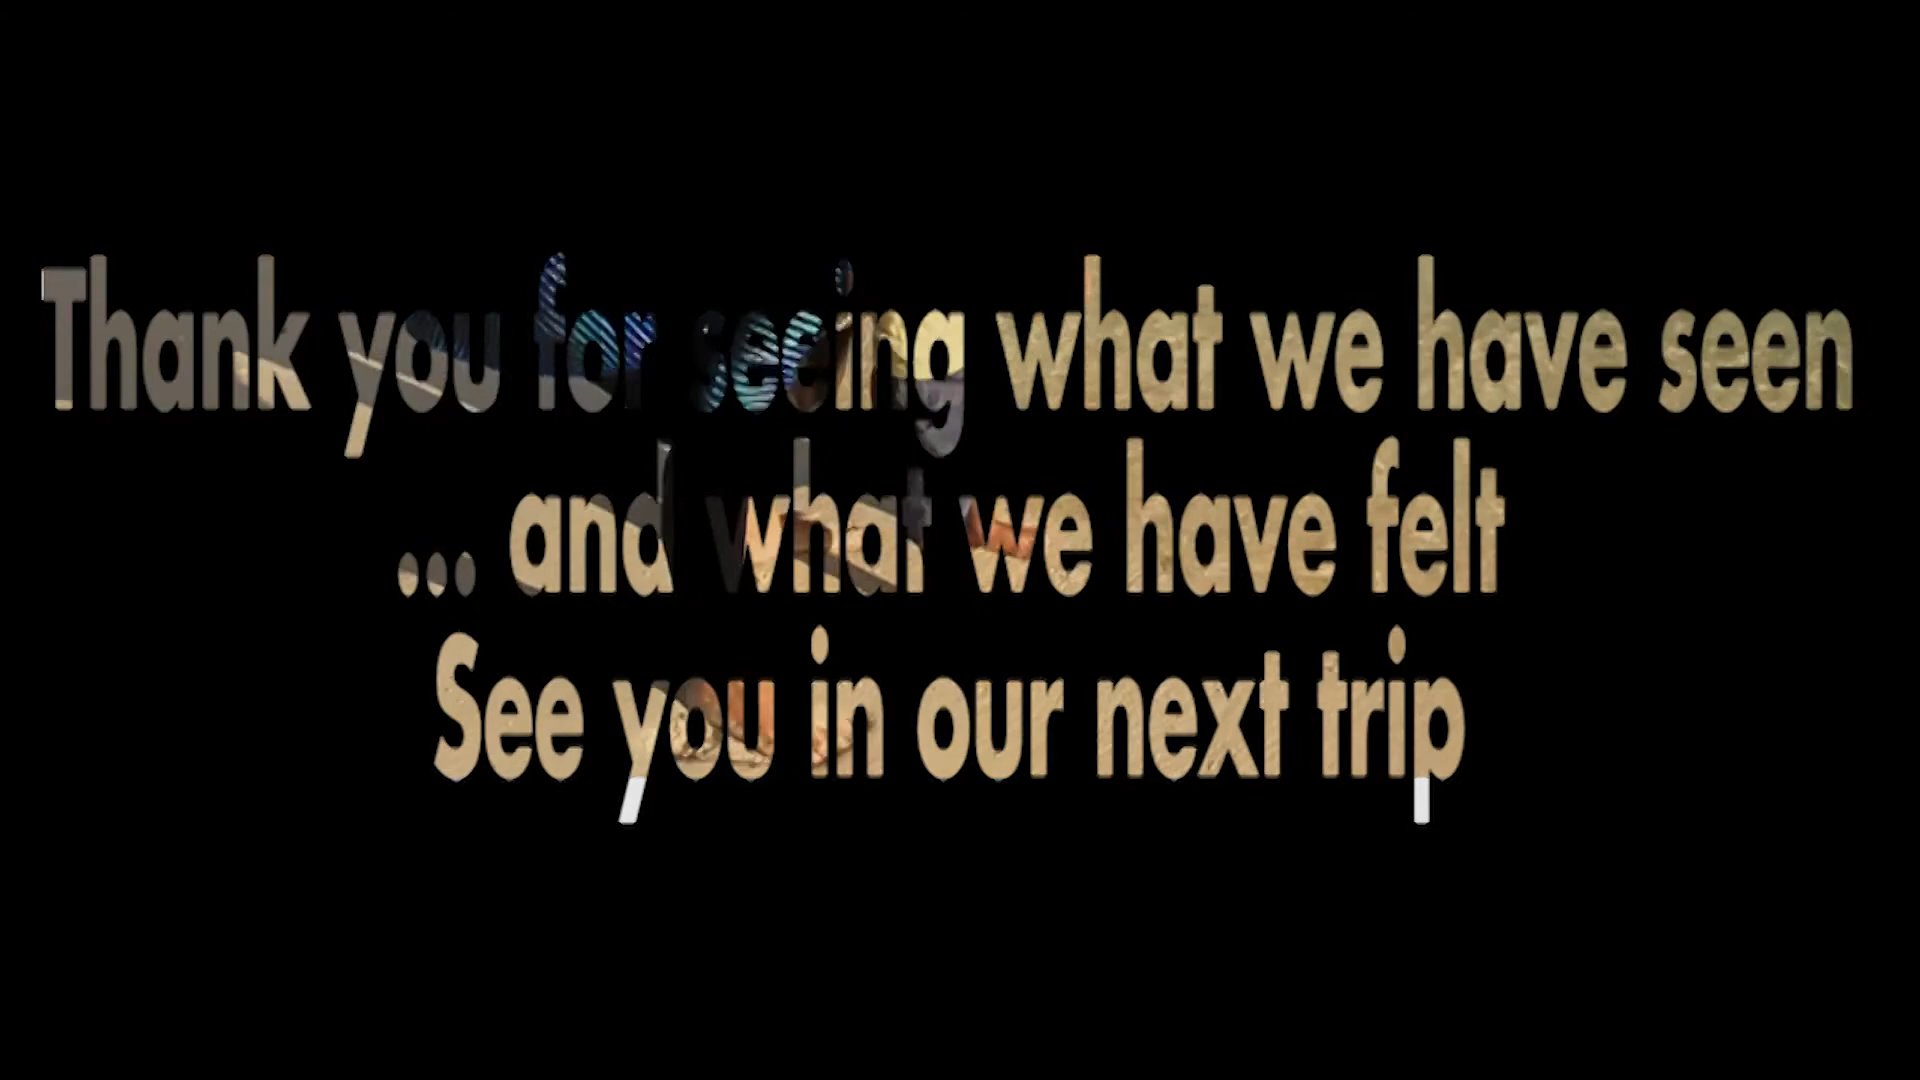 Thank you for seeing what we have seen
... and what we have felt
See you in our next trip